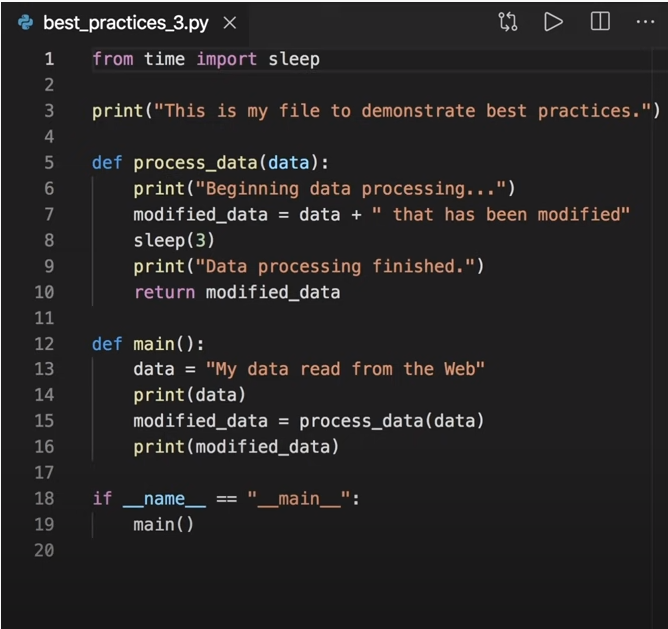 best_practices_3.py
1 from time import sleep
2
3 print("This is my file to demonstrate best practices.")
4
5 def process_data(data):
6     print("Beginning data processing...")
7     modified_data = data + " that has been modified"
8     sleep(3)
9     print("Data processing finished.")
10     return modified_data
11
12 def main():
13     data = "My data read from the Web"
14     print(data)
15     modified_data = process_data(data)
16     print(modified_data)
17
18 if __name__ == "__main__":
19     main()
20